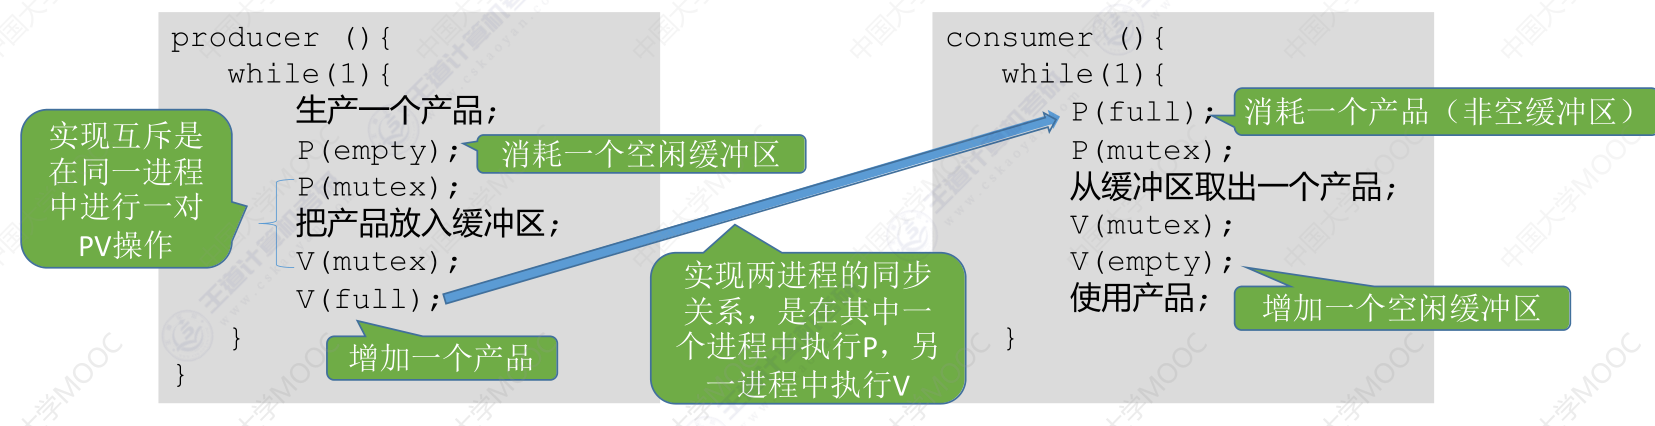 producer (){
while(1){
生产一个产品;
P(empty);
P(mutex);
把产品放入缓冲区;
V(mutex);
V(full);
}
}
实现互斥是
在同一进程
中进行一对
PV操作
消耗一个空闲缓冲区
增加一个产品
实现两进程的同步
关系，是在其中一
个进程中执行P，另
一进程中执行V
consumer (){
while(1){
P(full);
P(mutex);
从缓冲区取出一个产品;
V(mutex);
V(empty);
使用产品;
}
消耗一个产品（非空缓冲区）
增加一个空闲缓冲区